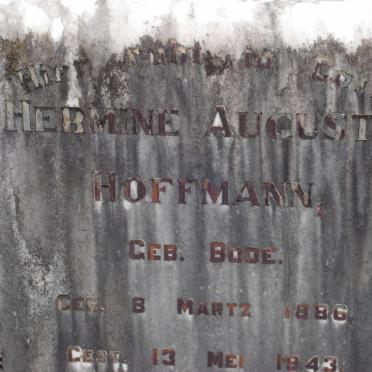 HERMINE AUGUST
HOFFMANN,
GEB. BODE.
GEB. 8 MARTZ 1886.
GEST. 13 MEI 1943.